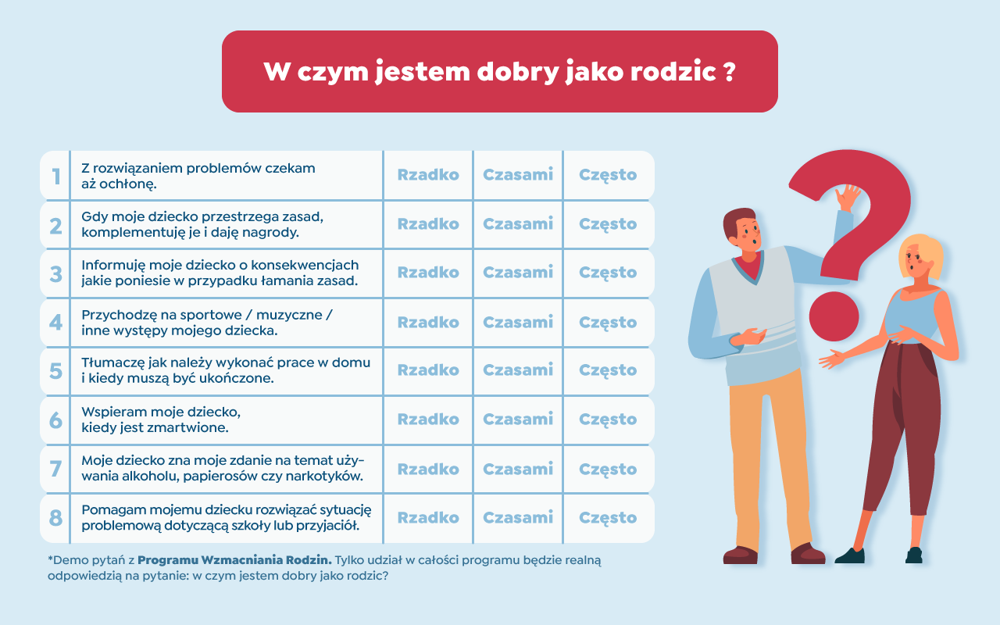 W czym jestem dobry jako rodzic ?
1
Z rozwiązaniem problemów czekam
aż ochłonę.
Rzadko Czasami Często
2
Gdy moje dziecko przestrzega zasad,
komplementuję je i daję nagrody.
Rzadko Czasami Często
3
Informuję moje dziecko o konsekwencjach
jakie poniesie w przypadku łamania zasad.
Rzadko Czasami Często
4
Przychodzę na sportowe / muzyczne /
inne występy mojego dziecka.
Rzadko Czasami Często
5
Tłumaczę jak należy wykonać prace w domu
i kiedy muszą być ukończone.
Rzadko Czasami Często
6
Wspieram moje dziecko,
kiedy jest zmartwione.
Rzadko Czasami Często
7
Moje dziecko zna moje zdanie na temat uży-
wania alkoholu, papierosów czy narkotyków.
Rzadko Czasami Często
8
Pomagam mojemu dziecku rozwiązać sytuację
problemową dotyczącą szkoły lub przyjaciół.
Rzadko Czasami Często
*Demo pytań z Programu Wzmacniania Rodzin. Tylko udział w całości programu będzie realną
odpowiedzią na pytanie: w czym jestem dobry jako rodzic?
?